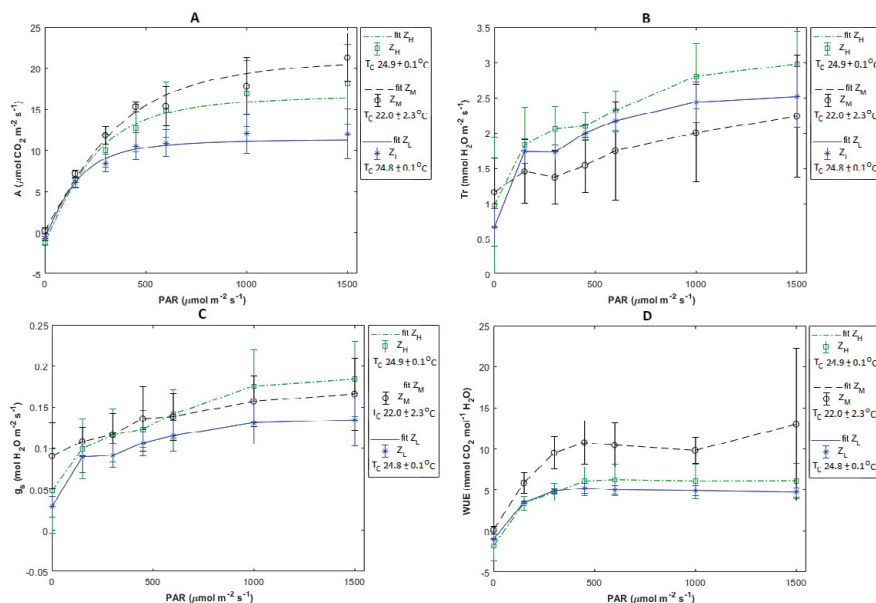 A
A (μmol CO2 m-2 s-1)
25
20
15
10
5
0
-5
0
500
1000
1500
PAR (μmol m-2 s-1)
fit ZH
ZH
TC 24.9±0.1°C
fit ZM
ZM
TC 22.0±2.3°C
fit ZL
ZI
TC 24.8±0.1°C
B
Tr (mmol H2O m-2 s-1)
3.5
3
2.5
2
1.5
1
0.5
0
0
500
1000
1500
PAR (μmol m-2 s-1)
fit ZH
ZH
TC 24.9±0.1°C
fit ZM
ZM
TC 22.0±2.3°C
fit ZL
ZI
TC 24.8±0.1°C
C
gs (mol H2O m-2 s-1)
0.25
0.2
0.15
0.1
0.05
0
-0.05
0
500
1000
1500
PAR (μmol m-2 s-1)
fit ZH
ZH
TC 24.9±0.1°C
fit ZM
ZM
IC 22.0±2.3°C
fit ZL
ZL
TC 24.8±0.1°C
D
WUE (mmol CO2 mol-1 H2O)
25
20
15
10
5
0
-5
0
500
1000
1500
PAR (μmol m-2 s-1)
fit ZH
ZH
TC 24.9±0.1°C
fit ZM
ZM
TC 22.0±2.3°C
fit ZL
ZL
TC 24.8±0.1°C